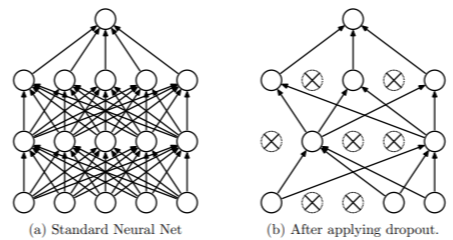 (a) Standard Neural Net
(b) After applying dropout.